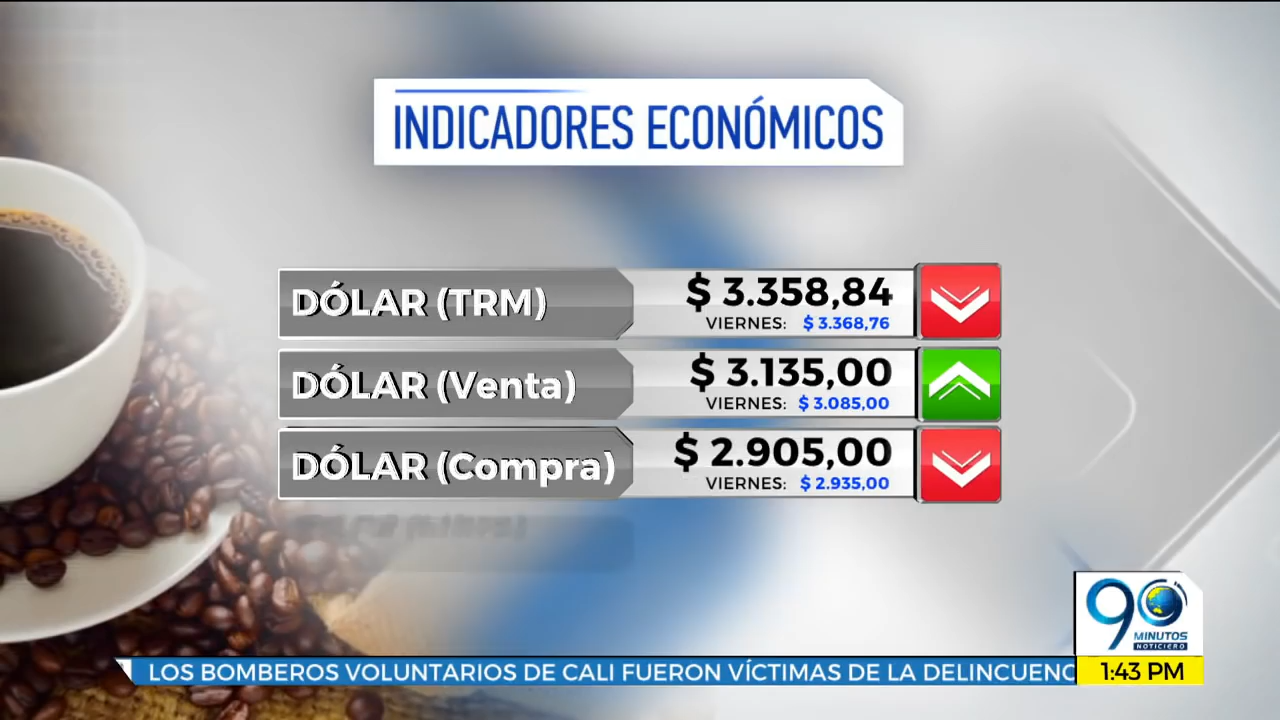 INDICADORES ECONÓMICOS
DÓLAR (TRM)
$ 3.358,84
VIERNES: $ 3.368,76
DÓLAR (Venta)
$ 3.135,00
VIERNES: $ 3.085,00
DÓLAR (Compra)
$ 2.905,00
VIERNES: $ 2.935,00
90
MINUTOS
NOTICIERO
LOS BOMBEROS VOLUNTARIOS DE CALI FUERON VÍCTIMAS DE LA DELINCUENC
1:43 PM